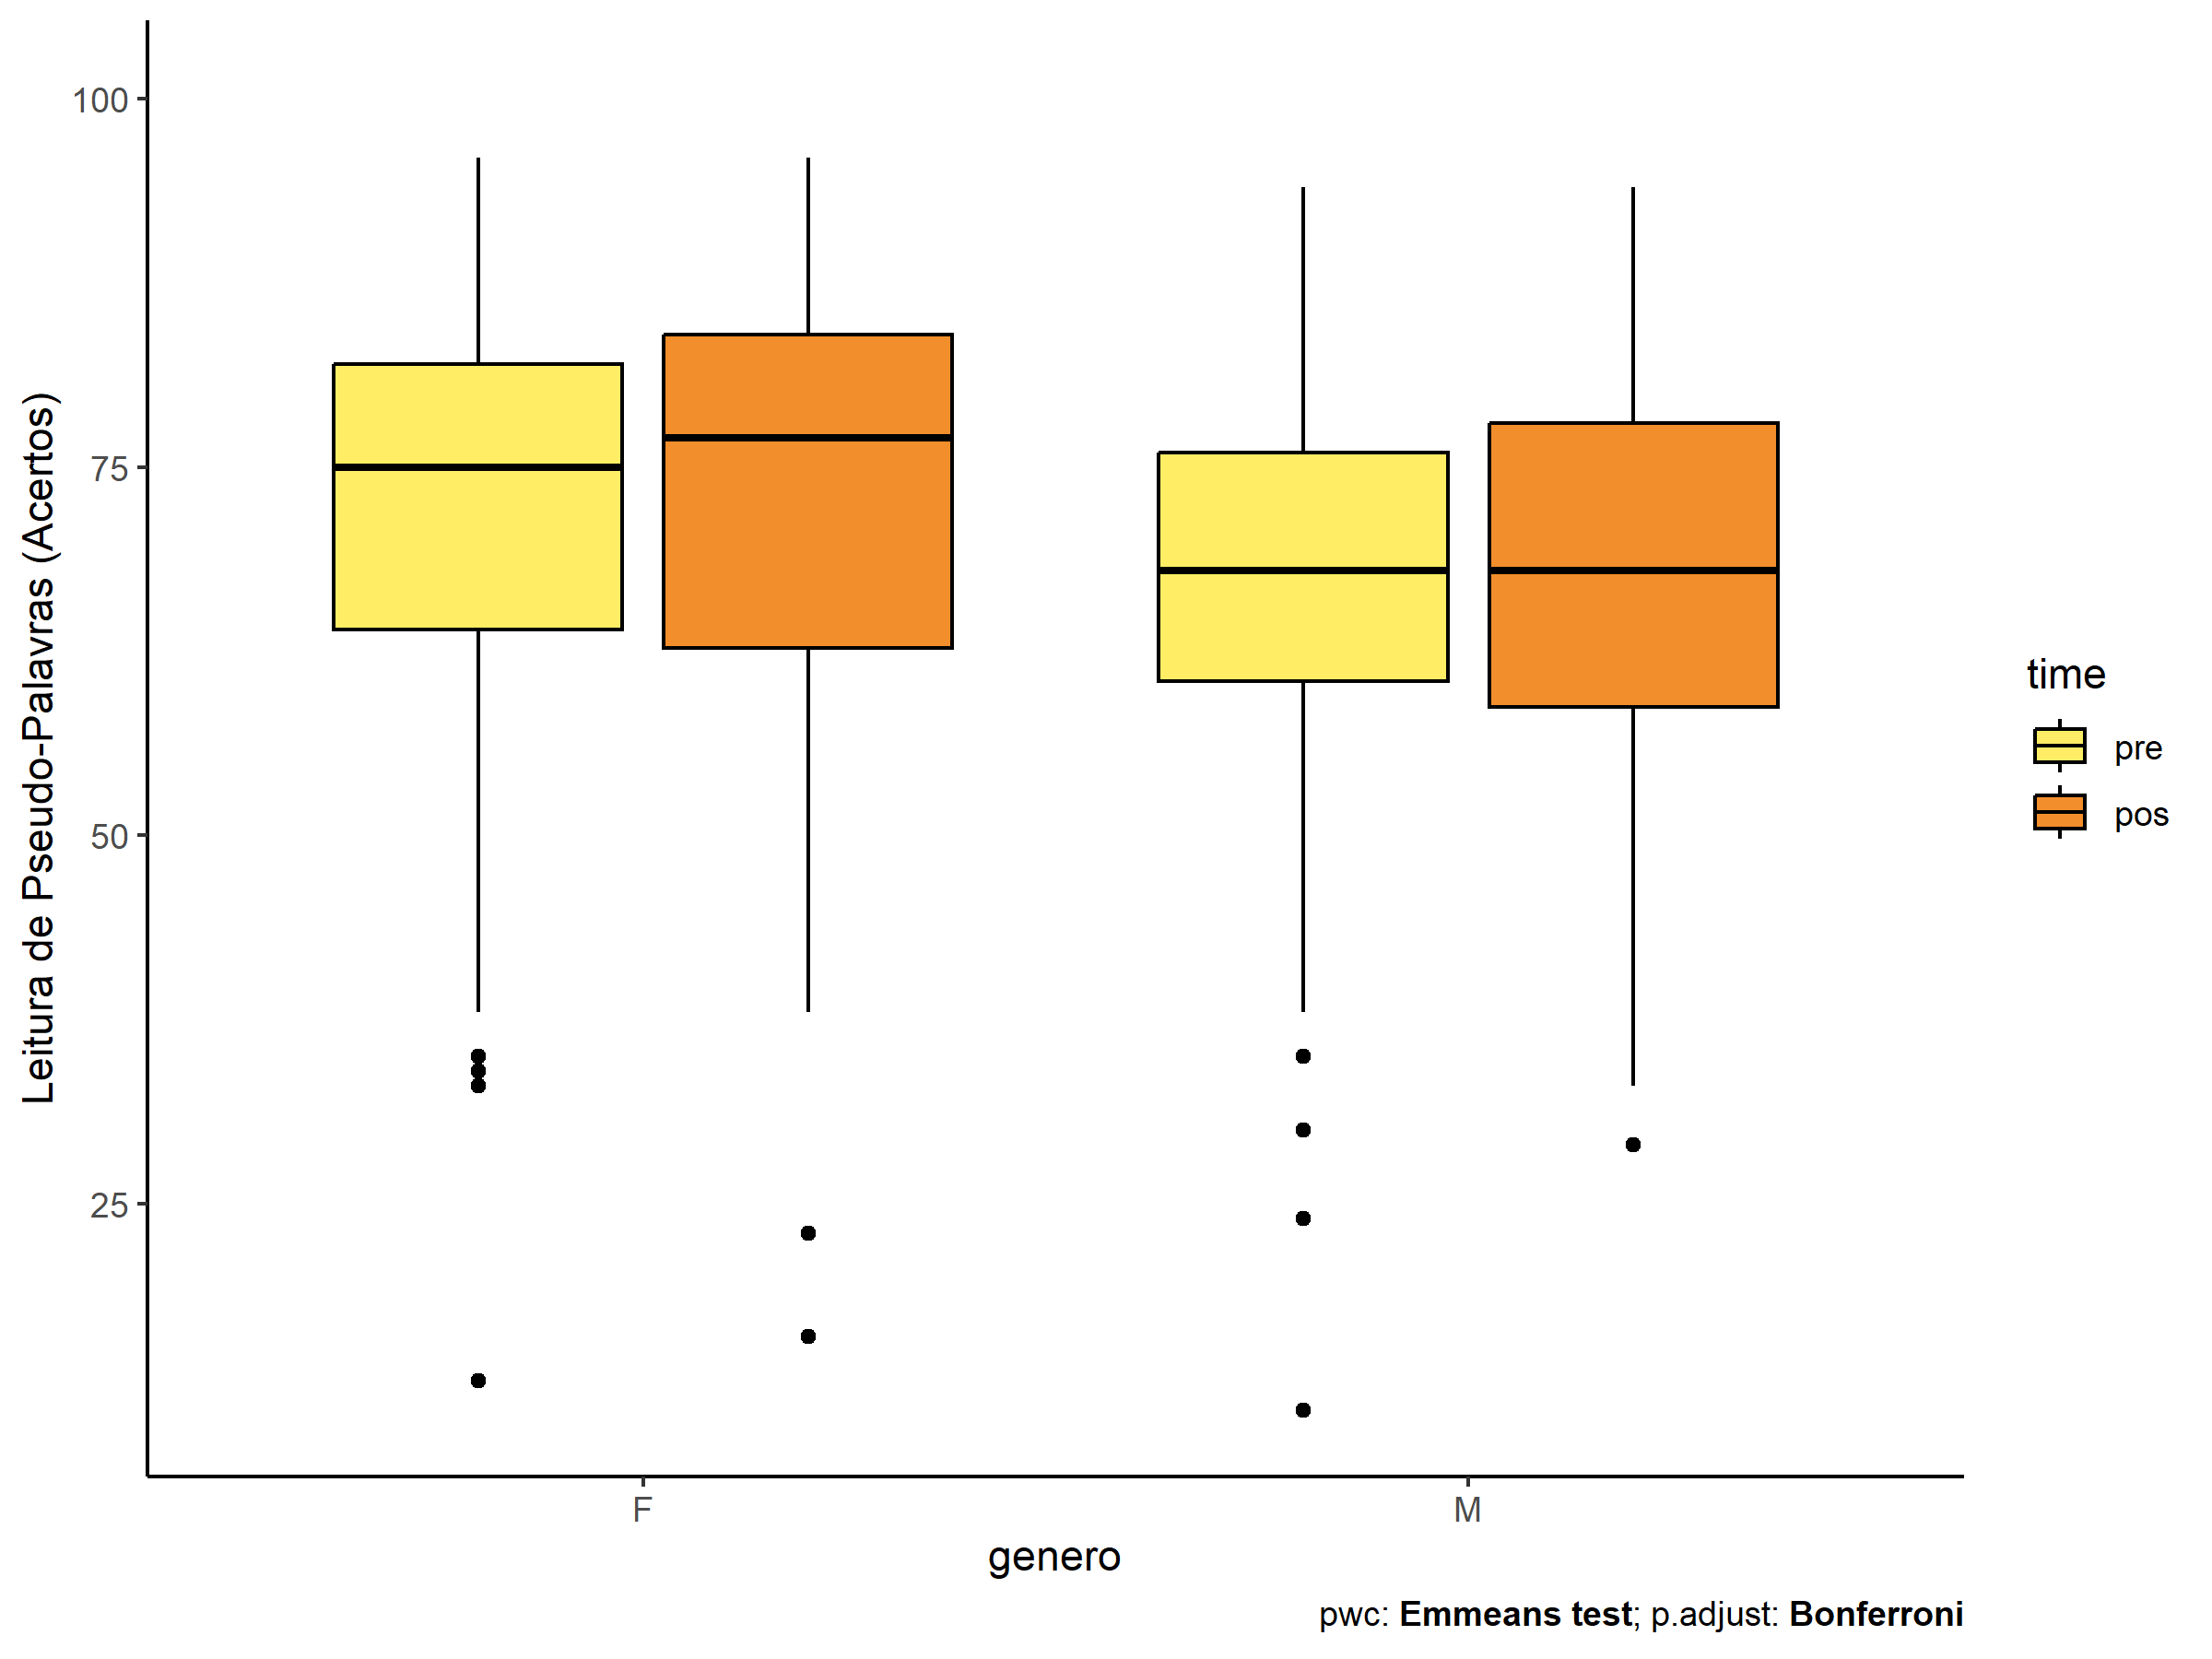 Leitura de Pseudo-Palavras (Acertos)
100
75
50
25
F
M
genero
time
pre
pos
pwc: Emmeans test; p.adjust: Bonferroni